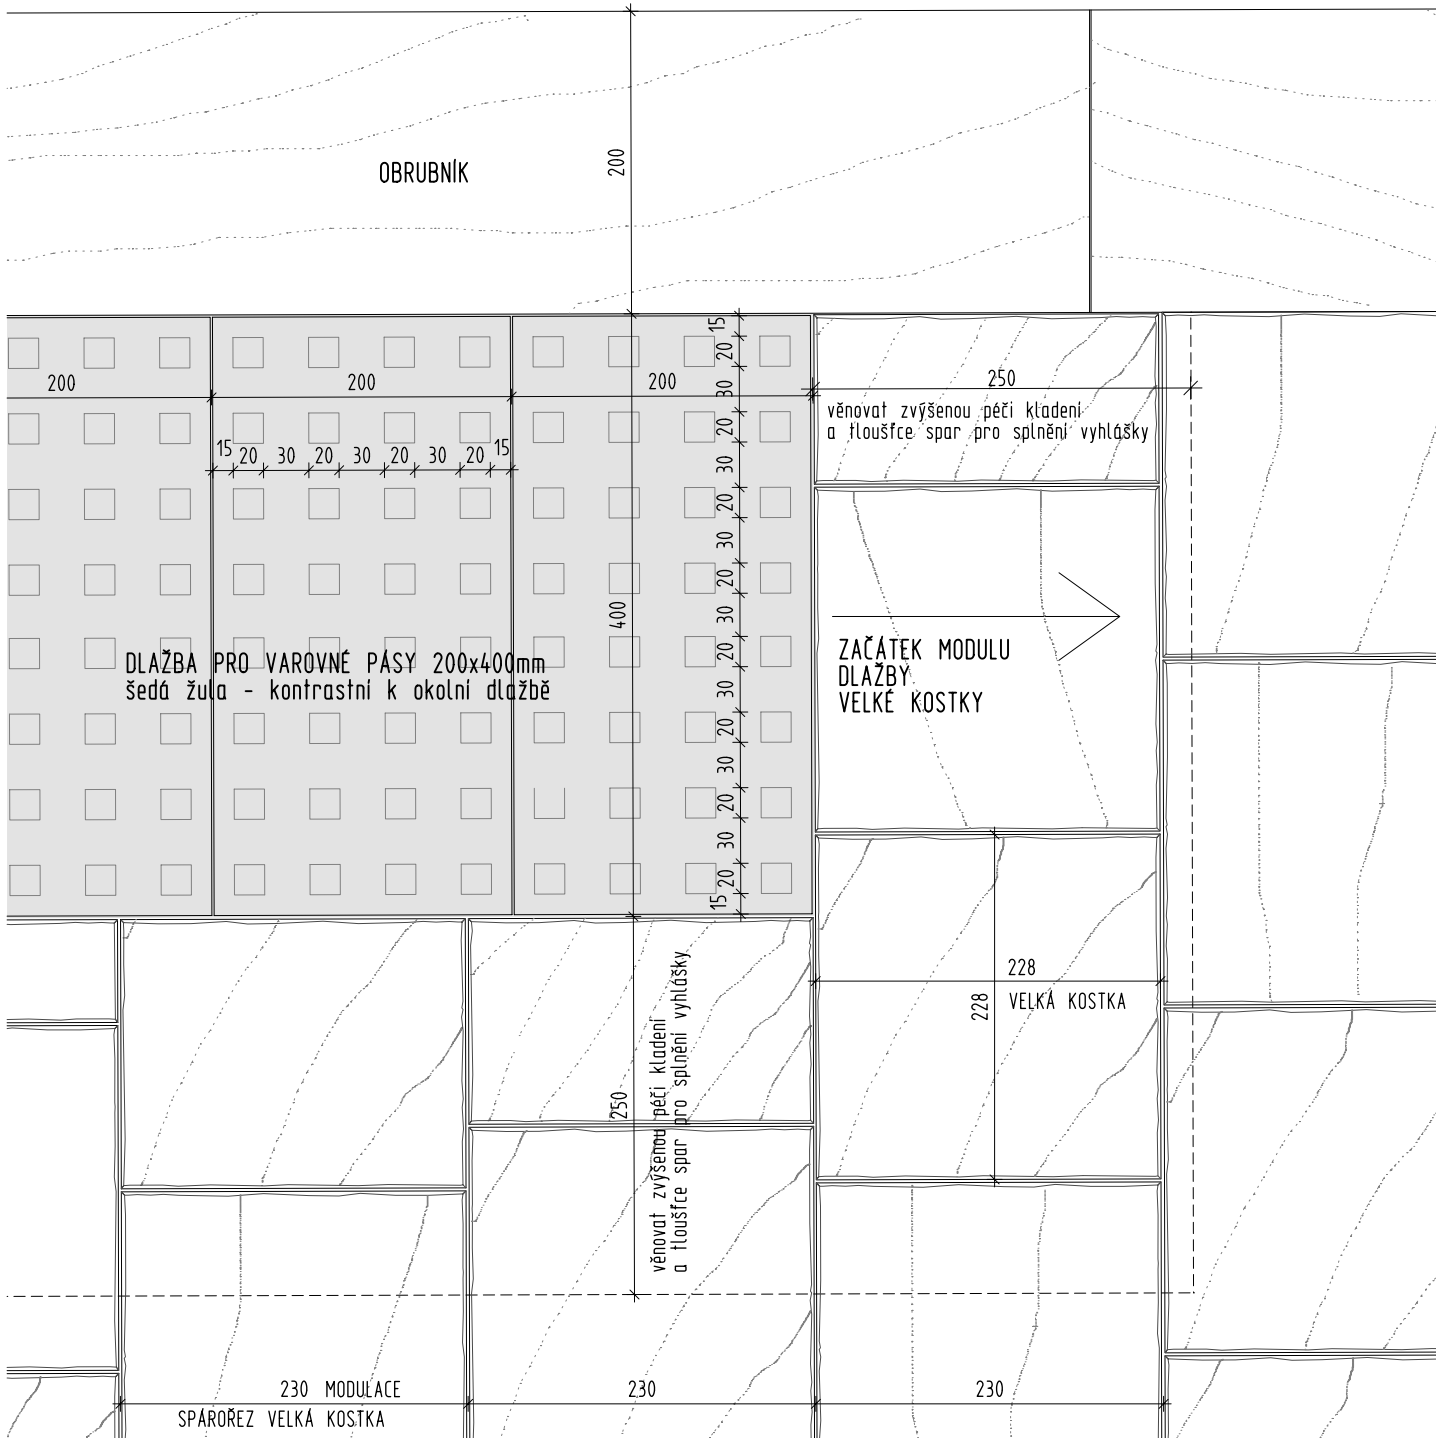 OBRUBNÍK
200
200
200
200
250
věnovat zvýšenou péči kladení
a tloušťce spar pro splnění vyhlášky
15 20 30 20 30 20 30 20 15
15 20 30 20 30 20 30 20 30 20 30 20 30 20 30 20 15
400
DLAŽBA PRO VAROVNÉ PÁSY 200x400mm
šedá žula - kontrastní k okolní dlažbě
ZAČÁTEK MODULU
DLAŽBY
VELKÉ KOSTKY
228
228
VELKÁ KOSTKA
250
věnovat zvýšenou péči kladení
a tloušťce spar pro splnění vyhlášky
230 MODULACE
SPÁROŘEZ VELKÁ KOSTKA
230
230